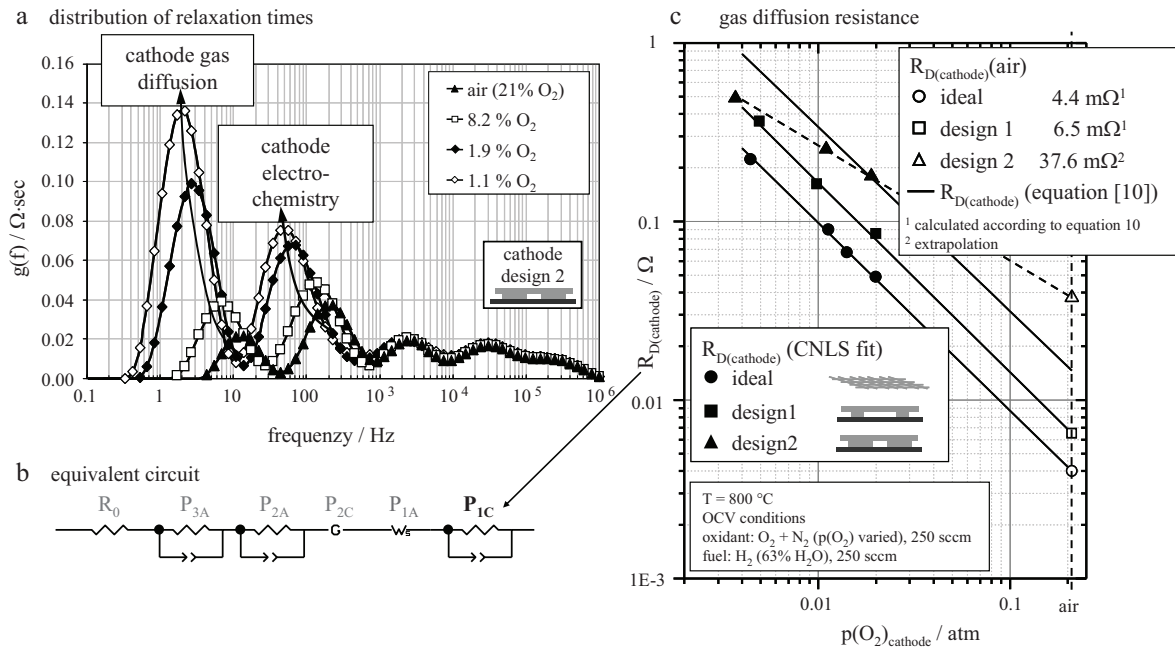 a distribution of relaxation times
cathode gas
diffusion
cathode
electro-
chemistry
air (21% O₂)
8.2 % O₂
1.9 % O₂
1.1 % O₂
cathode
design 2
g(f) / Ω·sec
0.16
0.14
0.12
0.10
0.08
0.06
0.04
0.02
0.00
0.1 1 10 100 10³ 10⁴ 10⁵ 10⁶
frequenzy / Hz
b equivalent circuit
R₀ P₃A P₂A P₂C P₁A P₁C
G Ws
c gas diffusion resistance
R_D(cathode) / Ω
1
0.1
0.01
1E-3
R_D(cathode)(air)
ideal 4.4 mΩ¹
design 1 6.5 mΩ¹
design 2 37.6 mΩ²
R_D(cathode) (equation [10])
¹ calculated according to equation 10
² extrapolation
R_D(cathode) (CNLS fit)
ideal
design1
design2
T = 800 °C
OCV conditions
oxidant: O₂ + N₂ (p(O₂) varied), 250 sccm
fuel: H₂ (63% H₂O), 250 sccm
0.01 0.1 air
p(O₂)cathode / atm